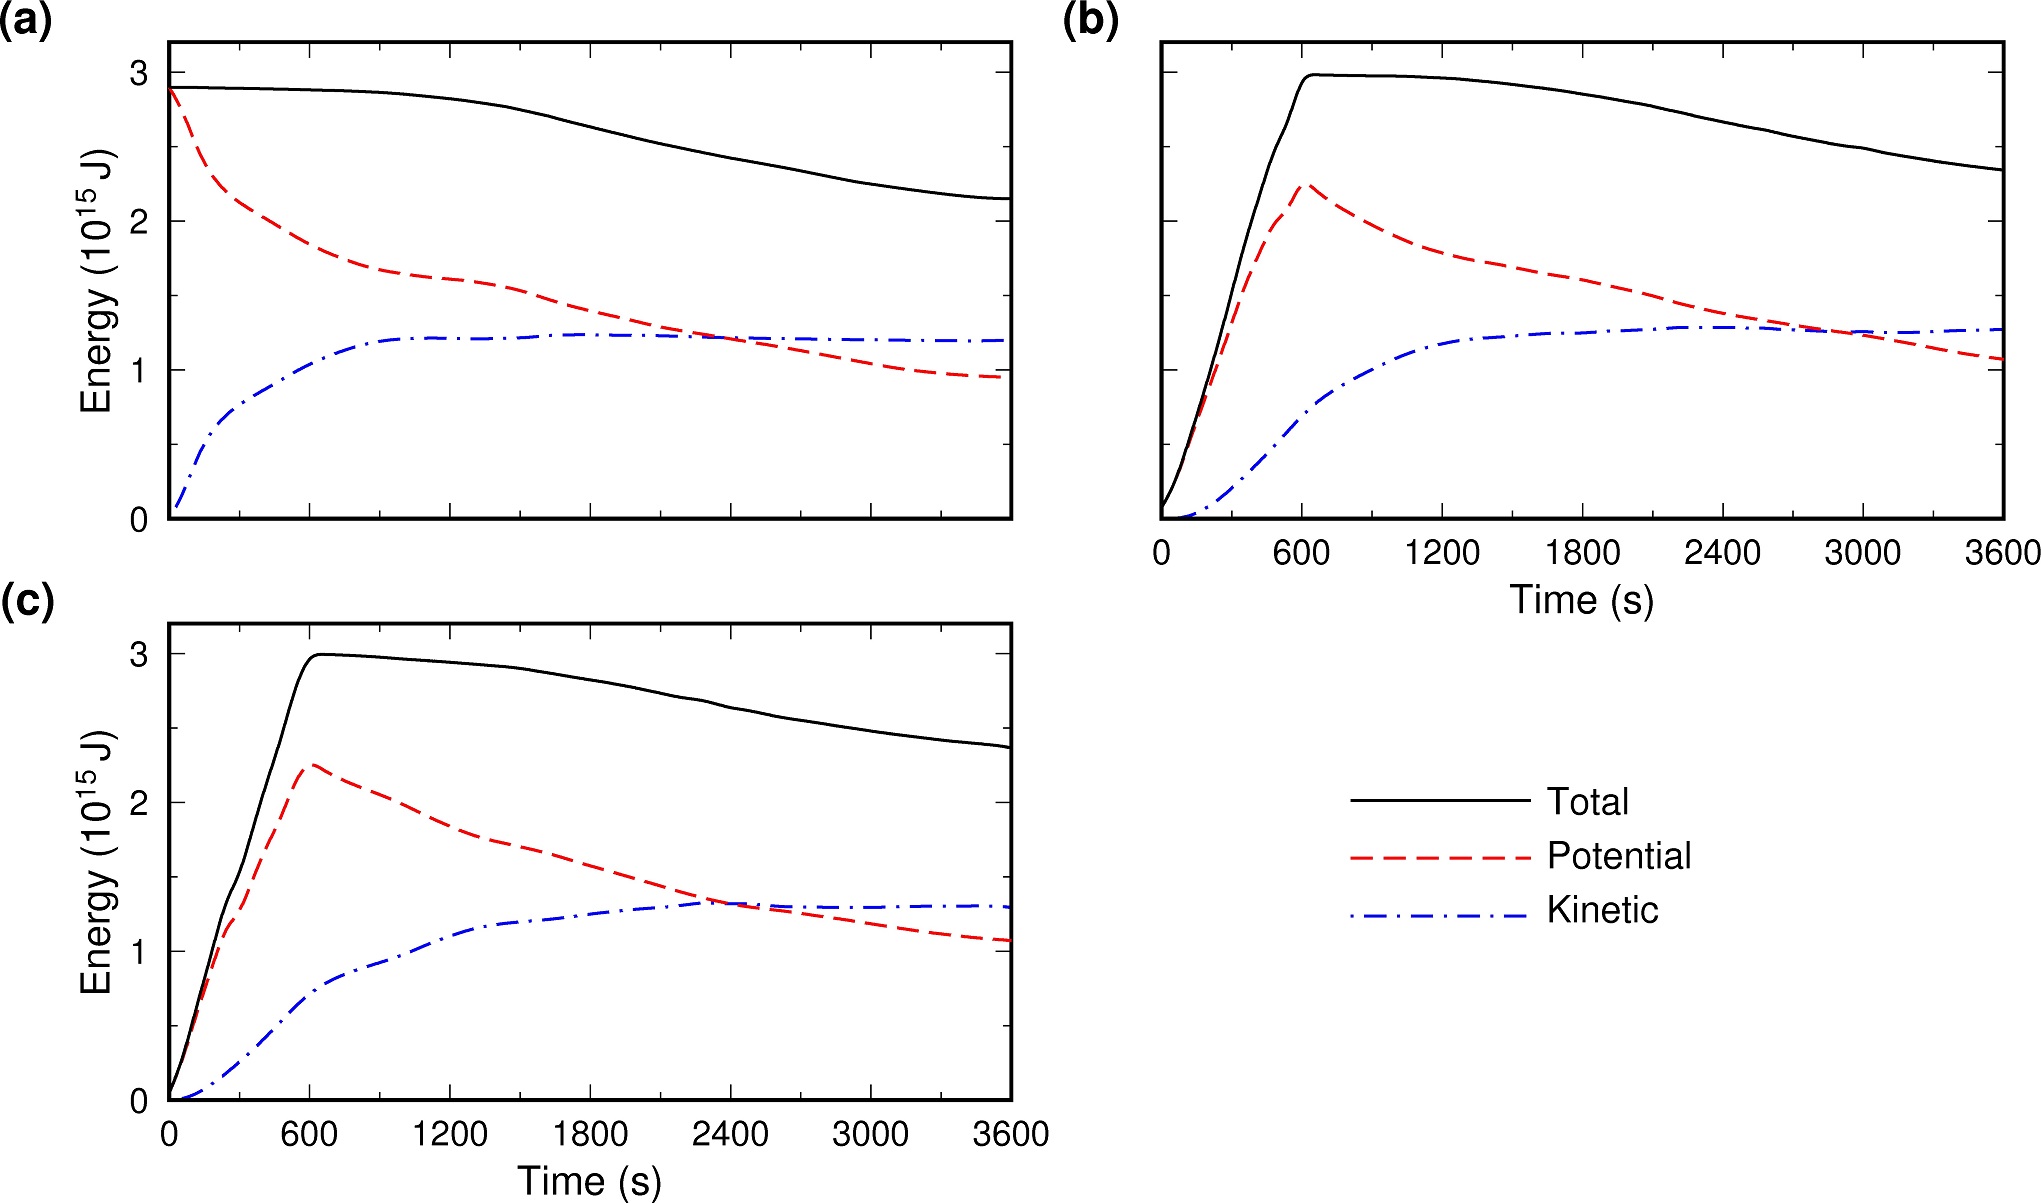 (a)
3
2
1
0
Energy (10¹⁵ J)
(b)
0 600 1200 1800 2400 3000 3600
Time (s)
(c)
3
2
1
0
Energy (10¹⁵ J)
0 600 1200 1800 2400 3000 3600
Time (s)
Total
Potential
Kinetic